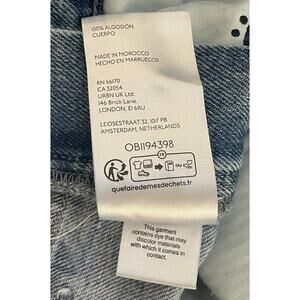 100% ALGODÓN
CUERPO
MADE IN MOROCCO
HECHO EN MARRUECOS
RN 66170
CA 32054
URBN UK Ltd.
146 Brick Lane,
LONDON, E1 6RU
LEIDSESTRAAT 32, 1017 PB
AMSTERDAM, NETHERLANDS
OB1194398
FR
quefairedemesdechets.fr
This garment
contains dye that may
discolor materials
with which it comes in
contact.